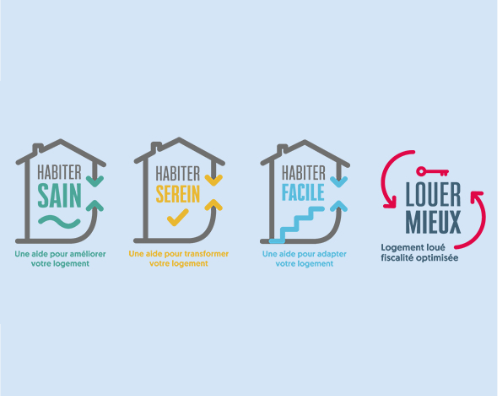 HABITER
SAIN
Une aide pour améliorer
votre logement
HABITER
SEREIN
Une aide pour transformer
votre logement
HABITER
FACILE
Une aide pour adapter
votre logement
LOUER
MIEUX
Logement loué
fiscalité optimisée